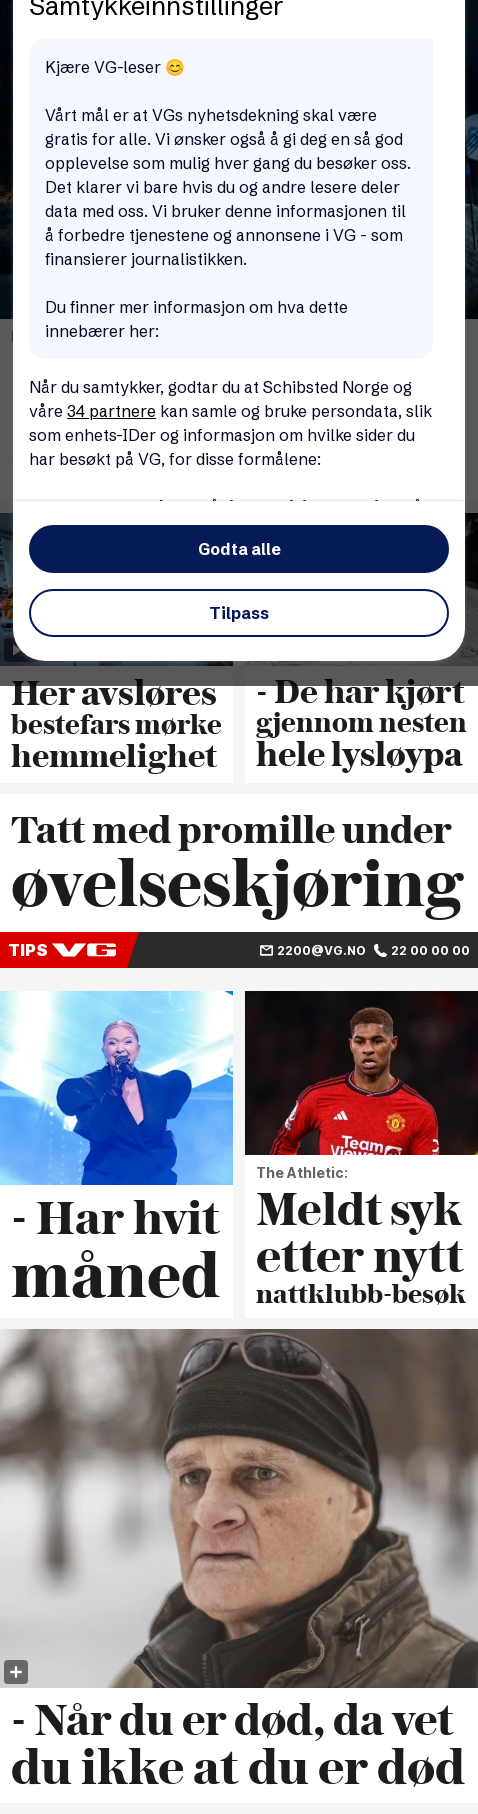 Samtykkeinnstillinger
Kjære VG-leser 😊
Vårt mål er at VGs nyhetsdekning skal være
gratis for alle. Vi ønsker også å gi deg en så god
opplevelse som mulig hver gang du besøker oss.
Det klarer vi bare hvis du og andre lesere deler
data med oss. Vi bruker denne informasjonen til
å forbedre tjenestene og annonsene i VG - som
finansierer journalistikken.
Du finner mer informasjon om hva dette
innebærer her:
Når du samtykker, godtar du at Schibsted Norge og
våre 34 partnere kan samle og bruke persondata, slik
som enhets-IDer og informasjon om hvilke sider du
har besøkt på VG, for disse formålene:
Godta alle
Tilpass
Her avsløres
bestefars mørke
hemmelighet
- De har kjørt
gjennom nesten
hele lysløypa
Tatt med promille under
øvelseskjøring
TIPS VG
2200@VG.NO 22 00 00 00
- Har hvit
måned
TeamViewer
The Athletic:
Meldt syk
etter nytt
nattklubb-besøk
- Når du er død, da vet
du ikke at du er død